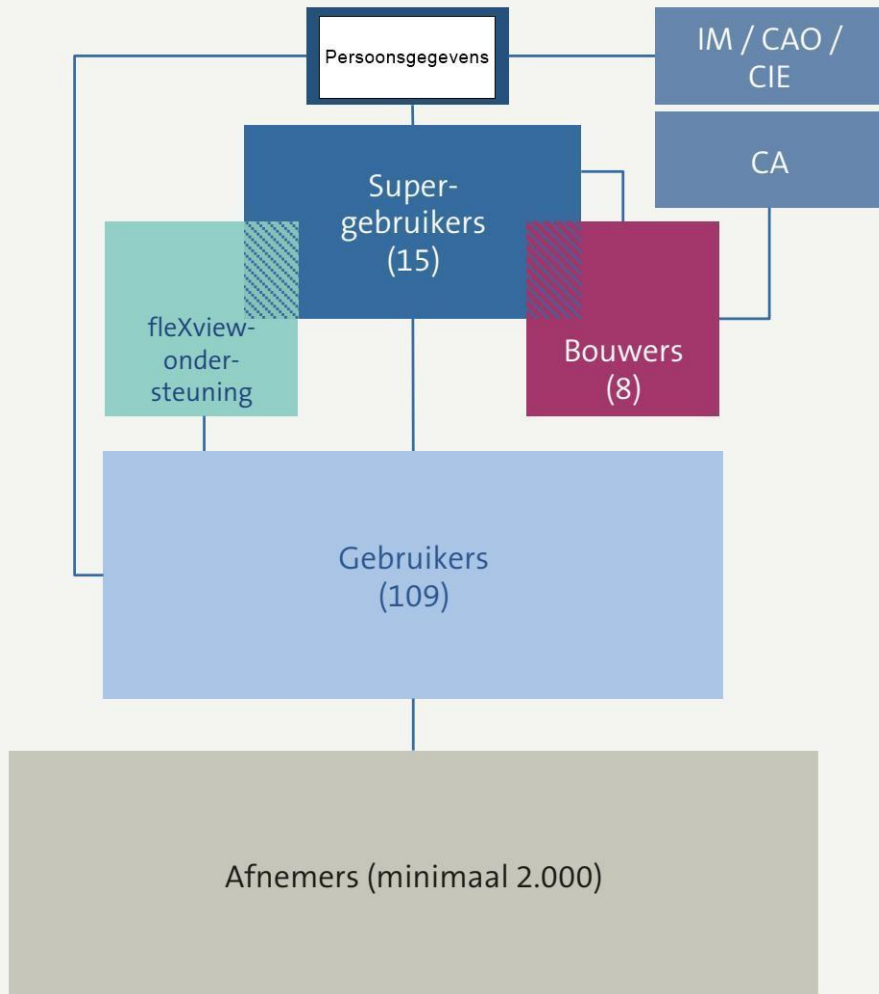 Persoonsgegevens
IM / CAO /
CIE
CA
Super-
gebruikers
(15)
fleXview-
onder-
steuning
Bouwers
(8)
Gebruikers
(109)
Afnemers (minimaal 2.000)